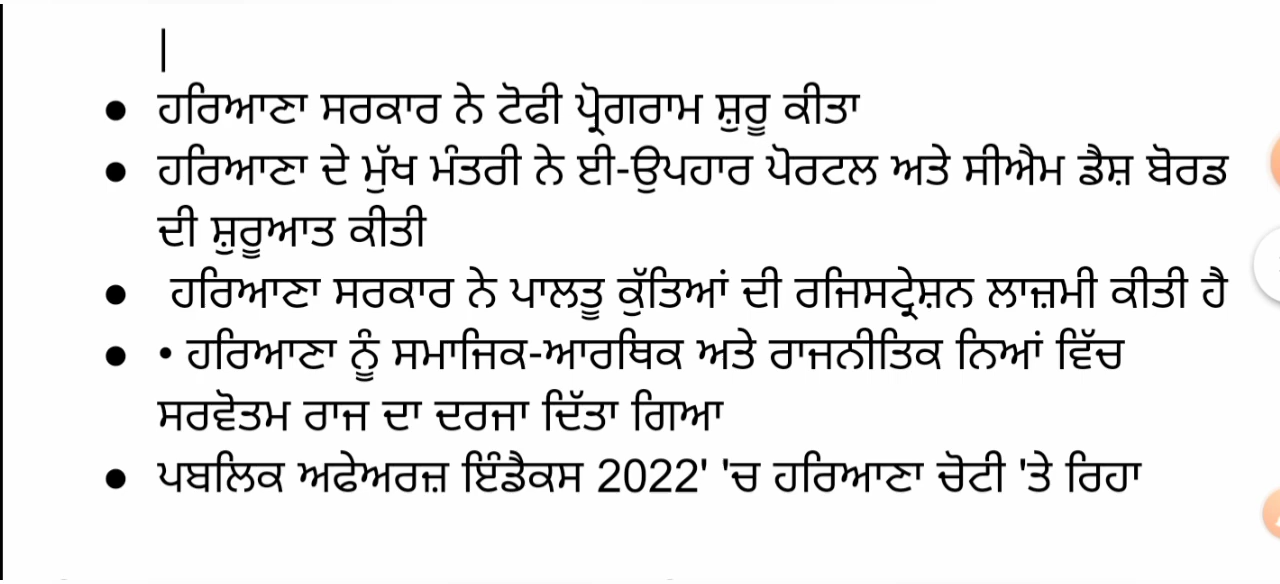 ● ਹਰਿਆਣਾ ਸਰਕਾਰ ਨੇ ਟੋਫੀ ਪ੍ਰੋਗਰਾਮ ਸ਼ੁਰੂ ਕੀਤਾ
● ਹਰਿਆਣਾ ਦੇ ਮੁੱਖ ਮੰਤਰੀ ਨੇ ਈ-ਉਪਹਾਰ ਪੋਰਟਲ ਅਤੇ ਸੀਐਮ ਡੈਸ਼ ਬੋਰਡ
ਦੀ ਸ਼ੁਰੂਆਤ ਕੀਤੀ
● ਹਰਿਆਣਾ ਸਰਕਾਰ ਨੇ ਪਾਲਤੂ ਕੁੱਤਿਆਂ ਦੀ ਰਜਿਸਟ੍ਰੇਸ਼ਨ ਲਾਜ਼ਮੀ ਕੀਤੀ ਹੈ
● • ਹਰਿਆਣਾ ਨੂੰ ਸਮਾਜਿਕ-ਆਰਥਿਕ ਅਤੇ ਰਾਜਨੀਤਿਕ ਨਿਆਂ ਵਿੱਚ
ਸਰਵੋਤਮ ਰਾਜ ਦਾ ਦਰਜਾ ਦਿੱਤਾ ਗਿਆ
● ਪਬਲਿਕ ਅਫੇਅਰਜ਼ ਇੰਡੈਕਸ 2022' 'ਚ ਹਰਿਆਣਾ ਚੋਟੀ 'ਤੇ ਰਿਹਾ